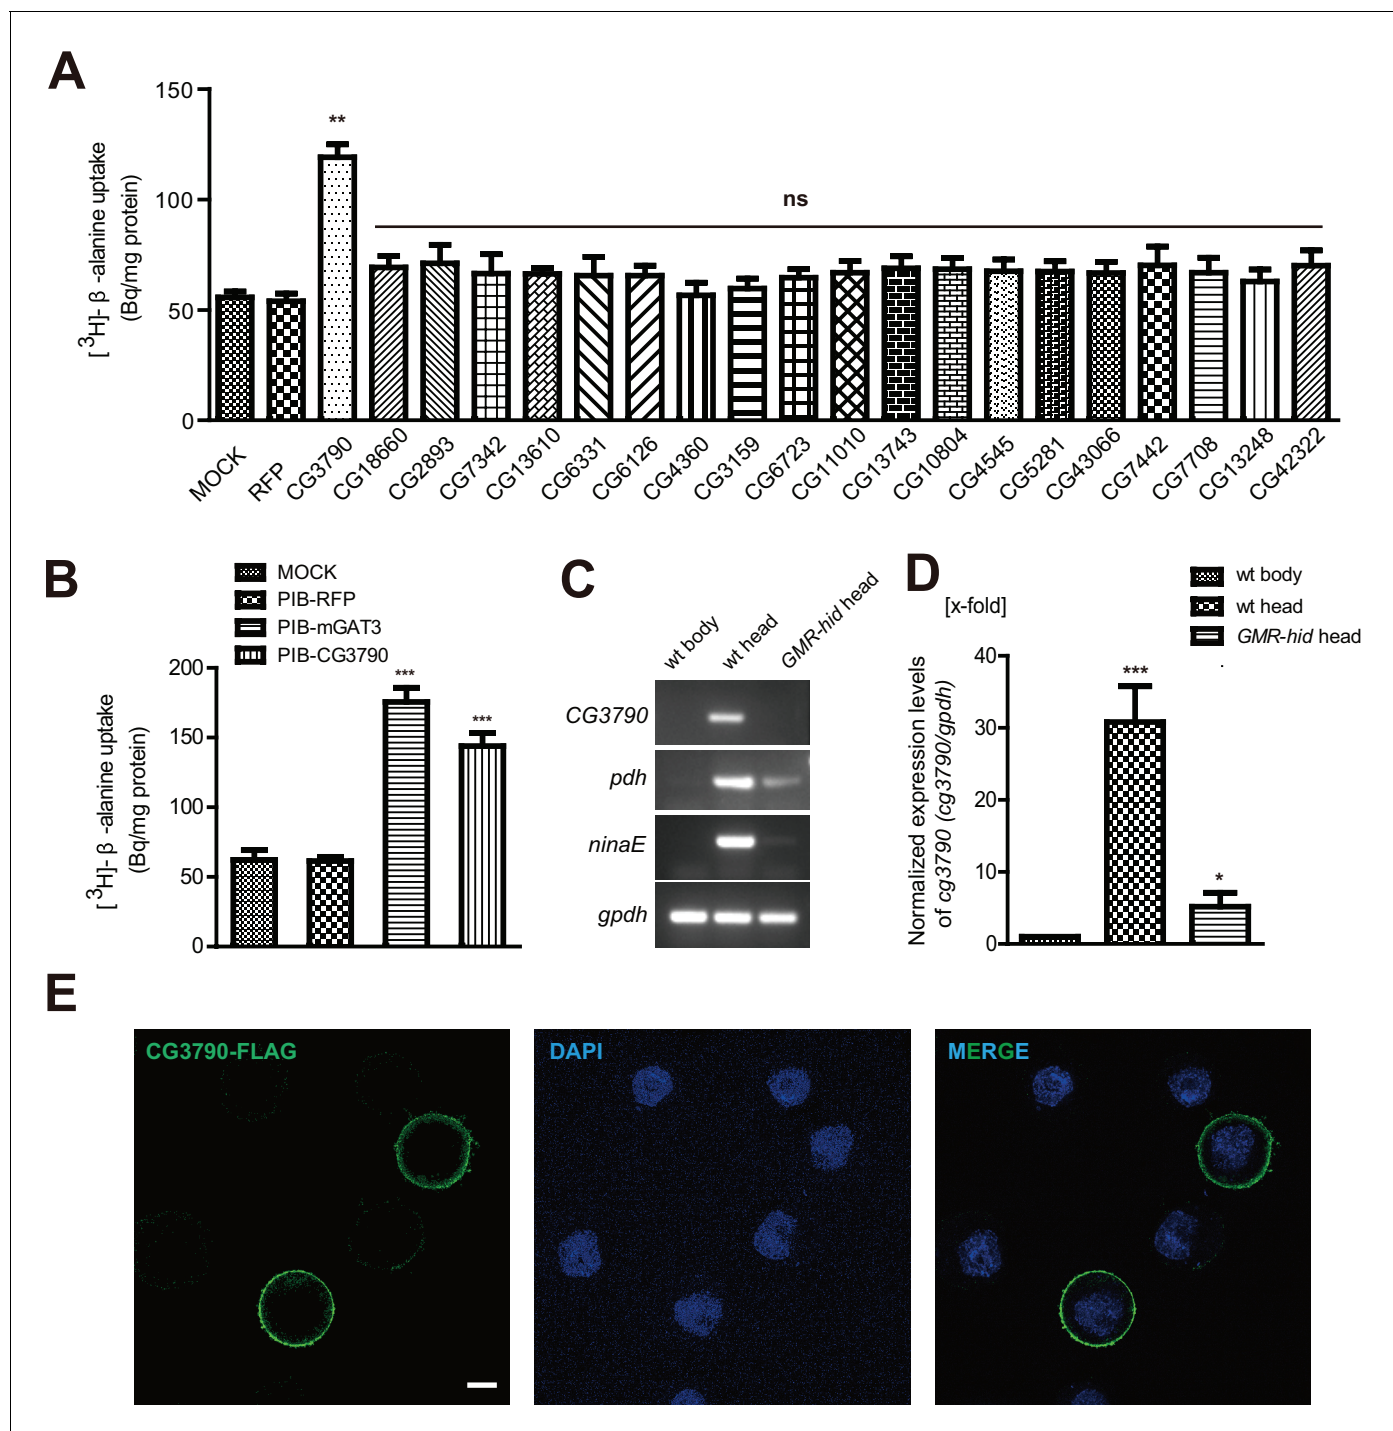 A
150
100
50
0
[ 3H]- β -alanine uptake
(Bq/mg protein)
**
ns
MOCK
RFP
CG3790
CG18660
CG2893
CG7342
CG13610
CG6331
CG6126
CG4360
CG3159
CG6723
CG11010
CG13743
CG10804
CG4545
CG5281
CG43066
CG7442
CG7708
CG13248
CG42322
B
MOCK
PIB-RFP
PIB-mGAT3
PIB-CG3790
200
150
100
50
0
[ 3H]- β -alanine uptake
(Bq/mg protein)
***
***
C
wt body
wt head
GMR-hid head
CG3790
pdh
ninaE
gpdh
D
wt body
wt head
GMR-hid head
[x-fold]
40
30
20
10
0
Normalized expression levels
of cg3790 (cg3790/gpdh)
***
*
E
CG3790-FLAG
DAPI
MERGE